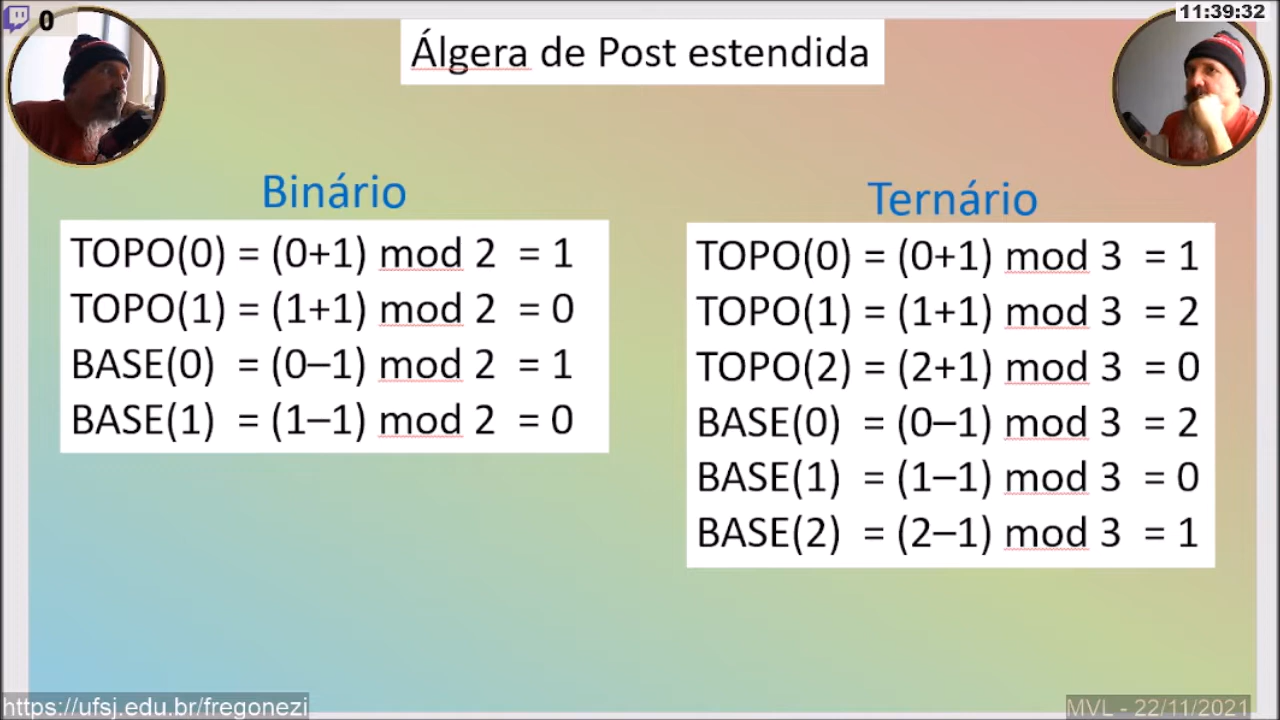 0
11:39:32
Álgera de Post estendida
Binário
TOPO(0) = (0+1) mod 2 = 1
TOPO(1) = (1+1) mod 2 = 0
BASE(0) = (0–1) mod 2 = 1
BASE(1) = (1–1) mod 2 = 0
Ternário
TOPO(0) = (0+1) mod 3 = 1
TOPO(1) = (1+1) mod 3 = 2
TOPO(2) = (2+1) mod 3 = 0
BASE(0) = (0–1) mod 3 = 2
BASE(1) = (1–1) mod 3 = 0
BASE(2) = (2–1) mod 3 = 1
https://ufsj.edu.br/fregonezi
MVL - 22/11/2021